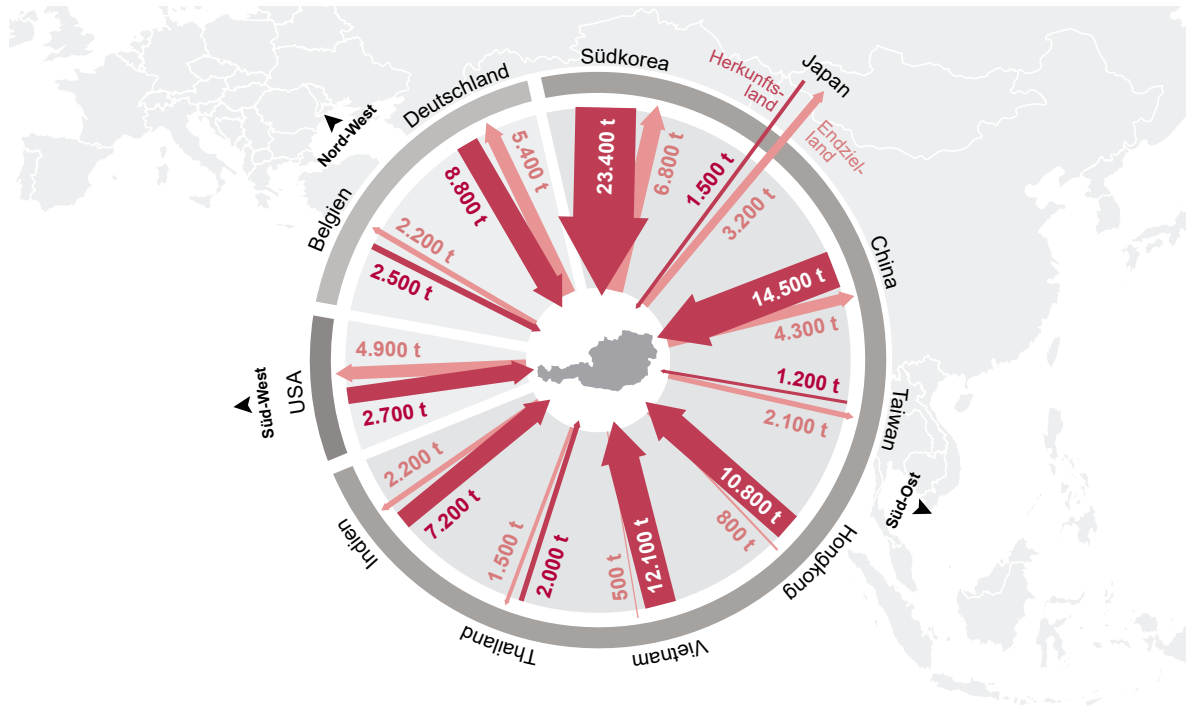 Südkorea
23.400 t
6.800 t
Japan
Herkunfts-
land
Endziel-
land
1.500 t
3.200 t
China
14.500 t
4.300 t
Taiwan
1.200 t
2.100 t
Süd-Ost
Hongkong
10.800 t
800 t
Vietnam
12.100 t
500 t
Thailand
2.000 t
1.500 t
Indien
7.200 t
2.200 t
USA
Süd-West
2.700 t
4.900 t
Belgien
2.500 t
2.200 t
Nord-West
Deutschland
8.800 t
5.400 t